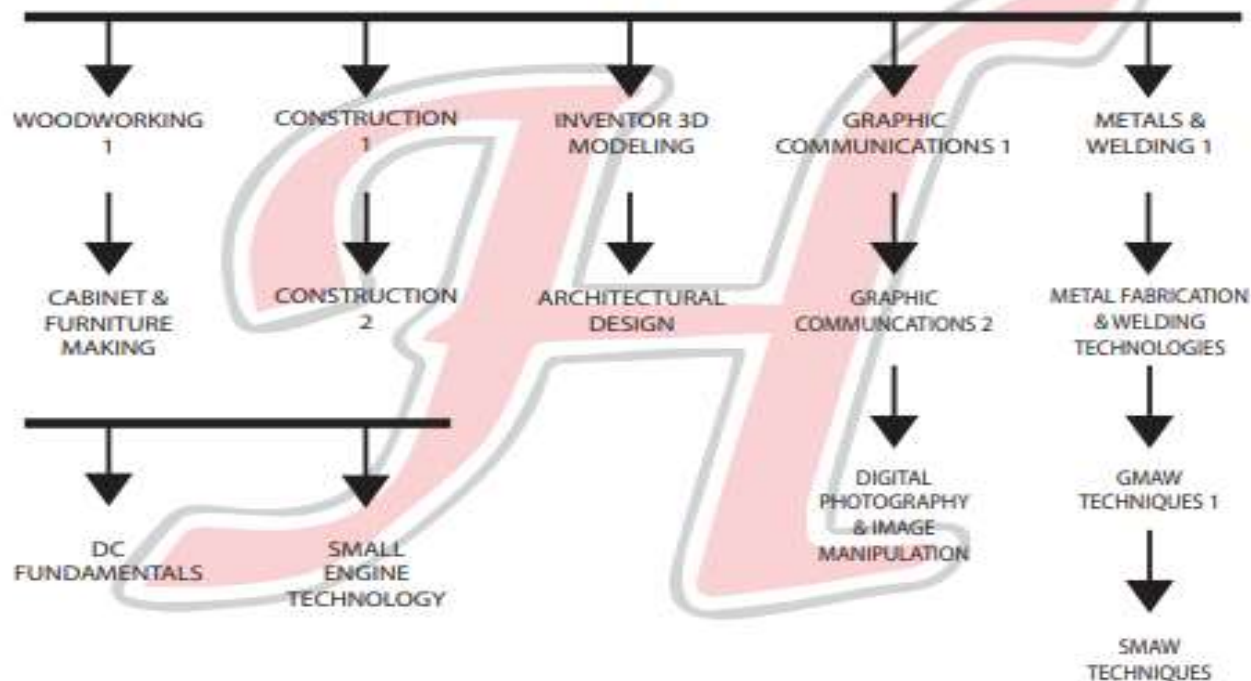 WOODWORKING
1
CONSTRUCTION
1
INVENTOR 3D
MODELING
GRAPHIC
COMMUNICATIONS 1
METALS &
WELDING 1
CABINET &
FURNITURE
MAKING
CONSTRUCTION
2
ARCHITECTURAL
DESIGN
GRAPHIC
COMMUNCATIONS 2
METAL FABRICATION
& WELDING
TECHNOLOGIES
DC
FUNDAMENTALS
SMALL
ENGINE
TECHNOLOGY
DIGITAL
PHOTOGRAPHY
& IMAGE
MANIPULATION
GMAW
TECHNIQUES 1
SMAW
TECHNIQUES